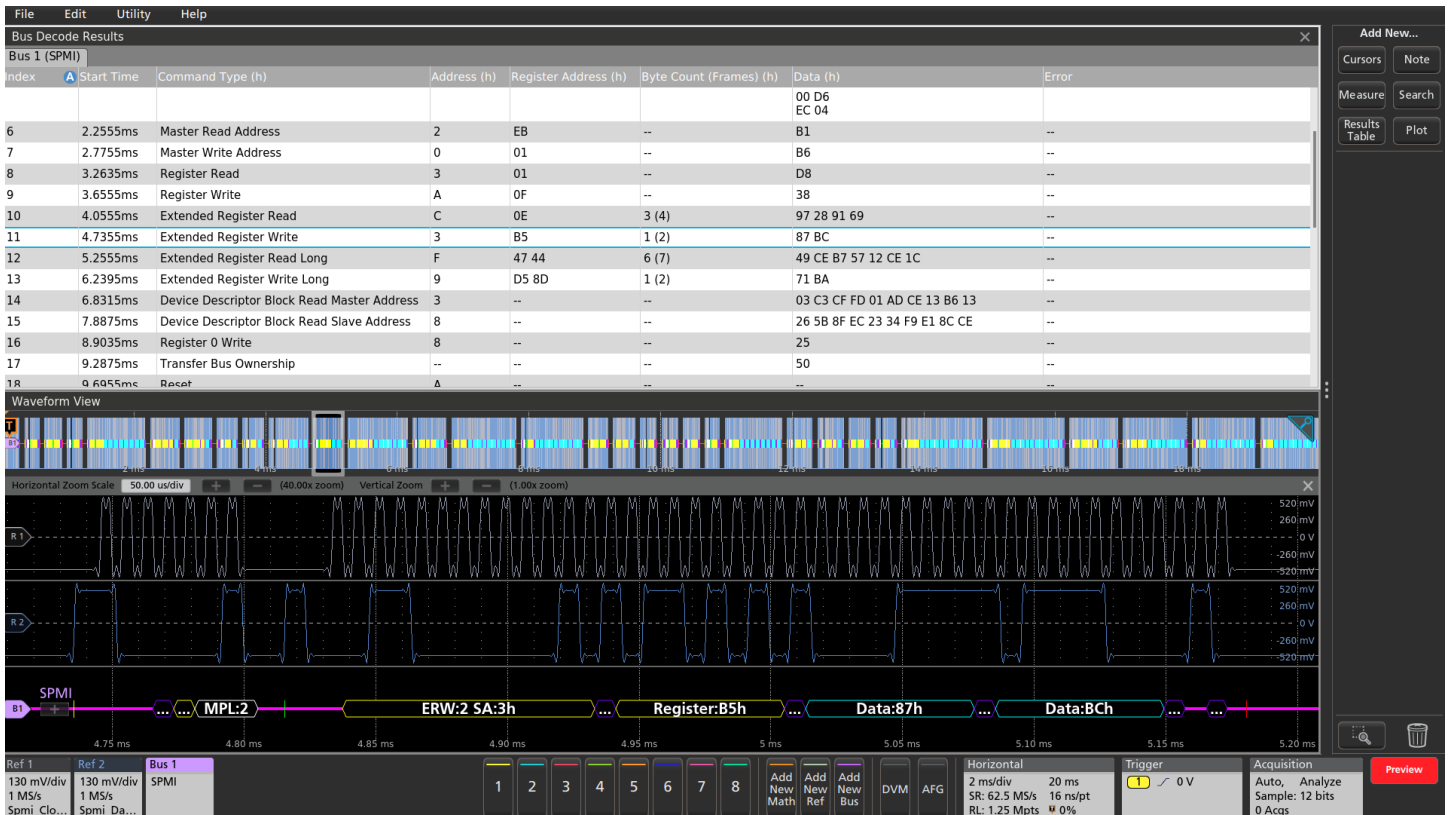 File Edit Utility Help
Bus Decode Results
Bus 1 (SPMI)
Index A Start Time Command Type (h) Address (h) Register Address (h) Byte Count (Frames) (h) Data (h) Error
00 D6
EC 04
6 2.2555ms Master Read Address 2 EB -- B1 --
7 2.7755ms Master Write Address 0 01 -- B6 --
8 3.2635ms Register Read 3 01 -- D8 --
9 3.6555ms Register Write A 0F -- 38 --
10 4.0555ms Extended Register Read C 0E 3 (4) 97 28 91 69 --
11 4.7355ms Extended Register Write 3 B5 1 (2) 87 BC --
12 5.2555ms Extended Register Read Long F 47 44 6 (7) 49 CE B7 57 12 CE 1C --
13 6.2395ms Extended Register Write Long 9 D5 8D 1 (2) 71 BA --
14 6.8315ms Device Descriptor Block Read Master Address 3 -- -- 03 C3 CF FD 01 AD CE 13 B6 13 --
15 7.8875ms Device Descriptor Block Read Slave Address 8 -- -- 26 5B 8F EC 23 34 F9 E1 8C CE --
16 8.9035ms Register 0 Write 8 -- -- 25 --
17 9.2875ms Transfer Bus Ownership -- -- -- 50 --
18 9.6955ms Reset A -- -- -- --
Waveform View
T
B1
2 ms 4 ms 6 ms 8 ms 10 ms 12 ms 14 ms 16 ms 18 ms
Horizontal Zoom Scale 50.00 us/div + - (40.00x zoom) Vertical Zoom + - (1.00x zoom)
R 1
520 mV
260 mV
0 V
-260 mV
-520 mV
R 2
520 mV
260 mV
0 V
-260 mV
-520 mV
SPMI
B1 + ... ... MPL:2 ERW:2 SA:3h ... Register:B5h ... Data:87h ... Data:BCh ... ...
4.75 ms 4.80 ms 4.85 ms 4.90 ms 4.95 ms 5 ms 5.05 ms 5.10 ms 5.15 ms 5.20 ms
Ref 1
130 mV/div
1 MS/s
Spmi_Clo...
Ref 2
130 mV/div
1 MS/s
Spmi_Da...
Bus 1
SPMI
1 2 3 4 5 6 7 8
Add New Math
Add New Ref
Add New Bus
DVM
AFG
Horizontal
2 ms/div 20 ms
SR: 62.5 MS/s 16 ns/pt
RL: 1.25 Mpts 0%
Trigger
1 0 V
Acquisition
Auto, Analyze
Sample: 12 bits
0 Acqs
Preview
Add New...
Cursors Note
Measure Search
Results Table Plot